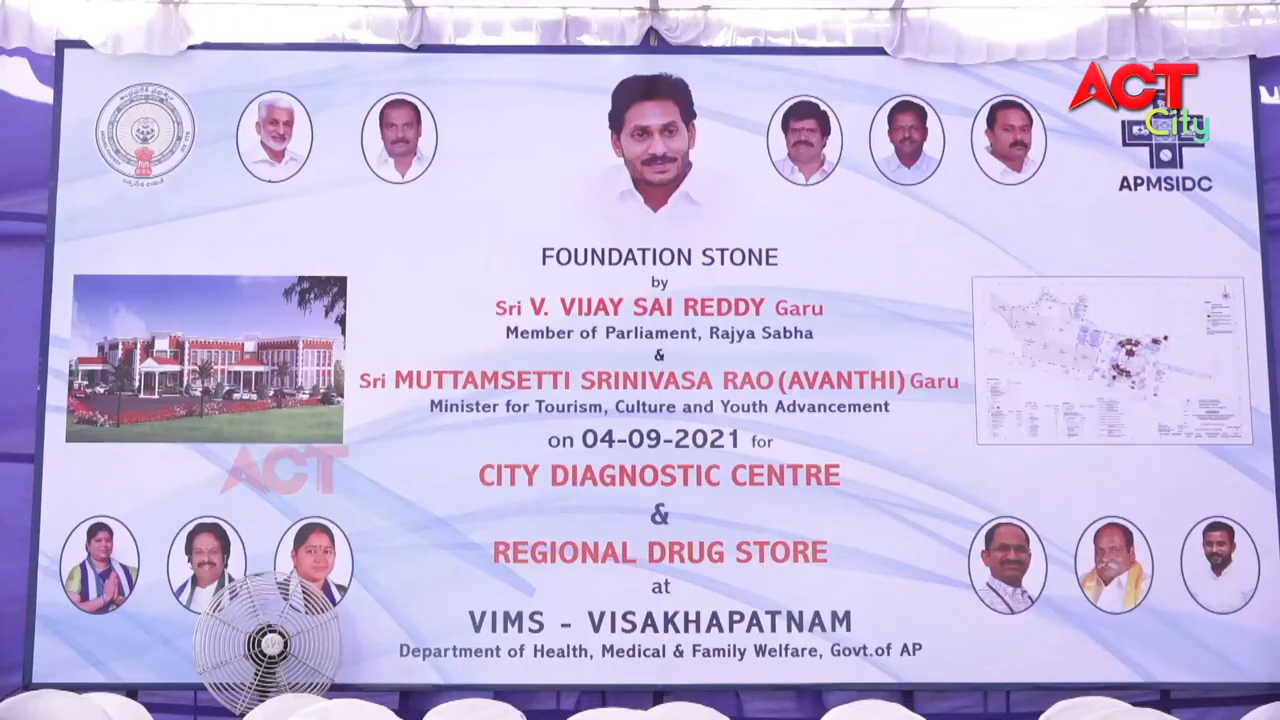 ACT
City
APMSIDC
FOUNDATION STONE
by
Sri V. VIJAY SAI REDDY Garu
Member of Parliament, Rajya Sabha
&
Sri MUTTAMSETTI SRINIVASA RAO (AVANTHI) Garu
Minister for Tourism, Culture and Youth Advancement
on 04-09-2021 for
CITY DIAGNOSTIC CENTRE
ACT
&
REGIONAL DRUG STORE
at
VIMS - VISAKHAPATNAM
Department of Health, Medical & Family Welfare, Govt.of AP